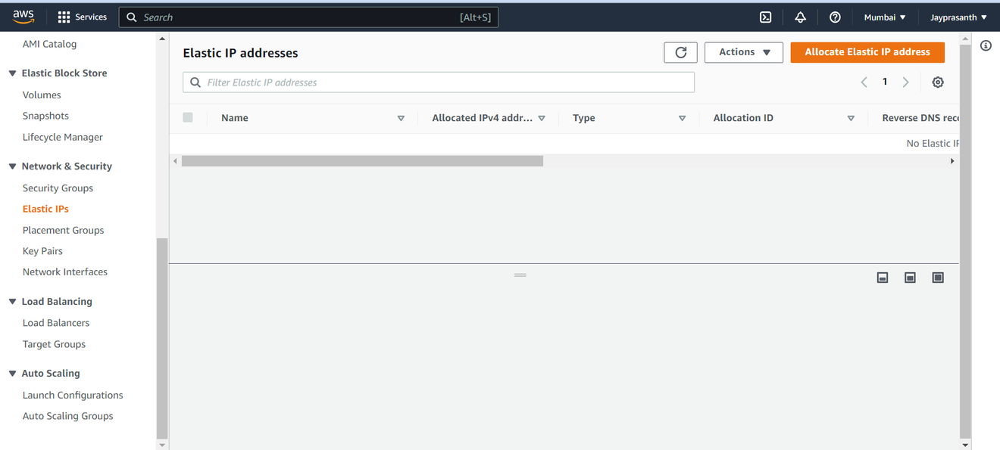 aws
Services
Search
[Alt+S]
Mumbai
Jayprasanth
AMI Catalog
Elastic Block Store
Volumes
Snapshots
Lifecycle Manager
Network & Security
Security Groups
Elastic IPs
Placement Groups
Key Pairs
Network Interfaces
Load Balancing
Load Balancers
Target Groups
Auto Scaling
Launch Configurations
Auto Scaling Groups
Elastic IP addresses
Actions
Allocate Elastic IP address
Filter Elastic IP addresses
1
Name
Allocated IPv4 addr...
Type
Allocation ID
Reverse DNS rec
No Elastic IP